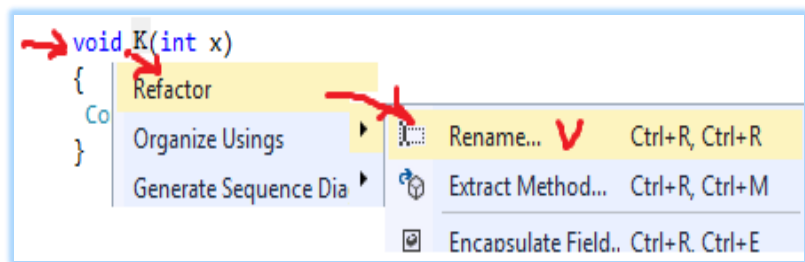 void K(int x)
{
Refactor
Co
Organize Usings
}
Generate Sequence Dia
Rename... V Ctrl+R, Ctrl+R
Extract Method... Ctrl+R, Ctrl+M
Encapsulate Field.. Ctrl+R, Ctrl+E